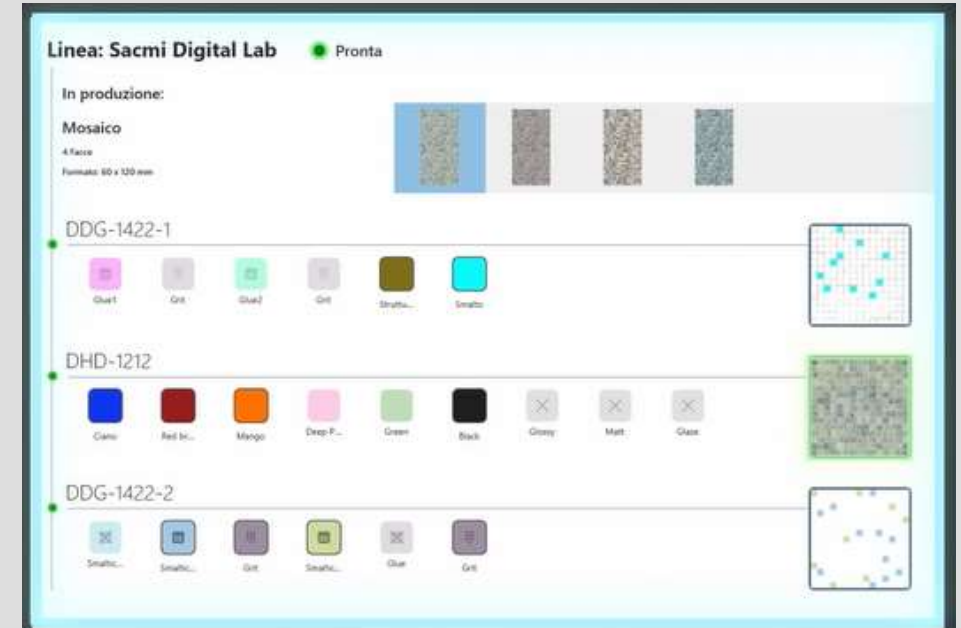 Linea: Sacmi Digital Lab
Pronta
In produzione:
Mosaico
4 Facce
Formato: 60 x 120 mm
DDG-1422-1
Glue1 Grit Glue2 Grit Struttu... Smalto
DHD-1212
Ciano Red br... Mango Deep P... Green Black Glossy Matt Glaze
DDG-1422-2
Smaltic... Smaltic... Grit Smaltic... Glue Grit